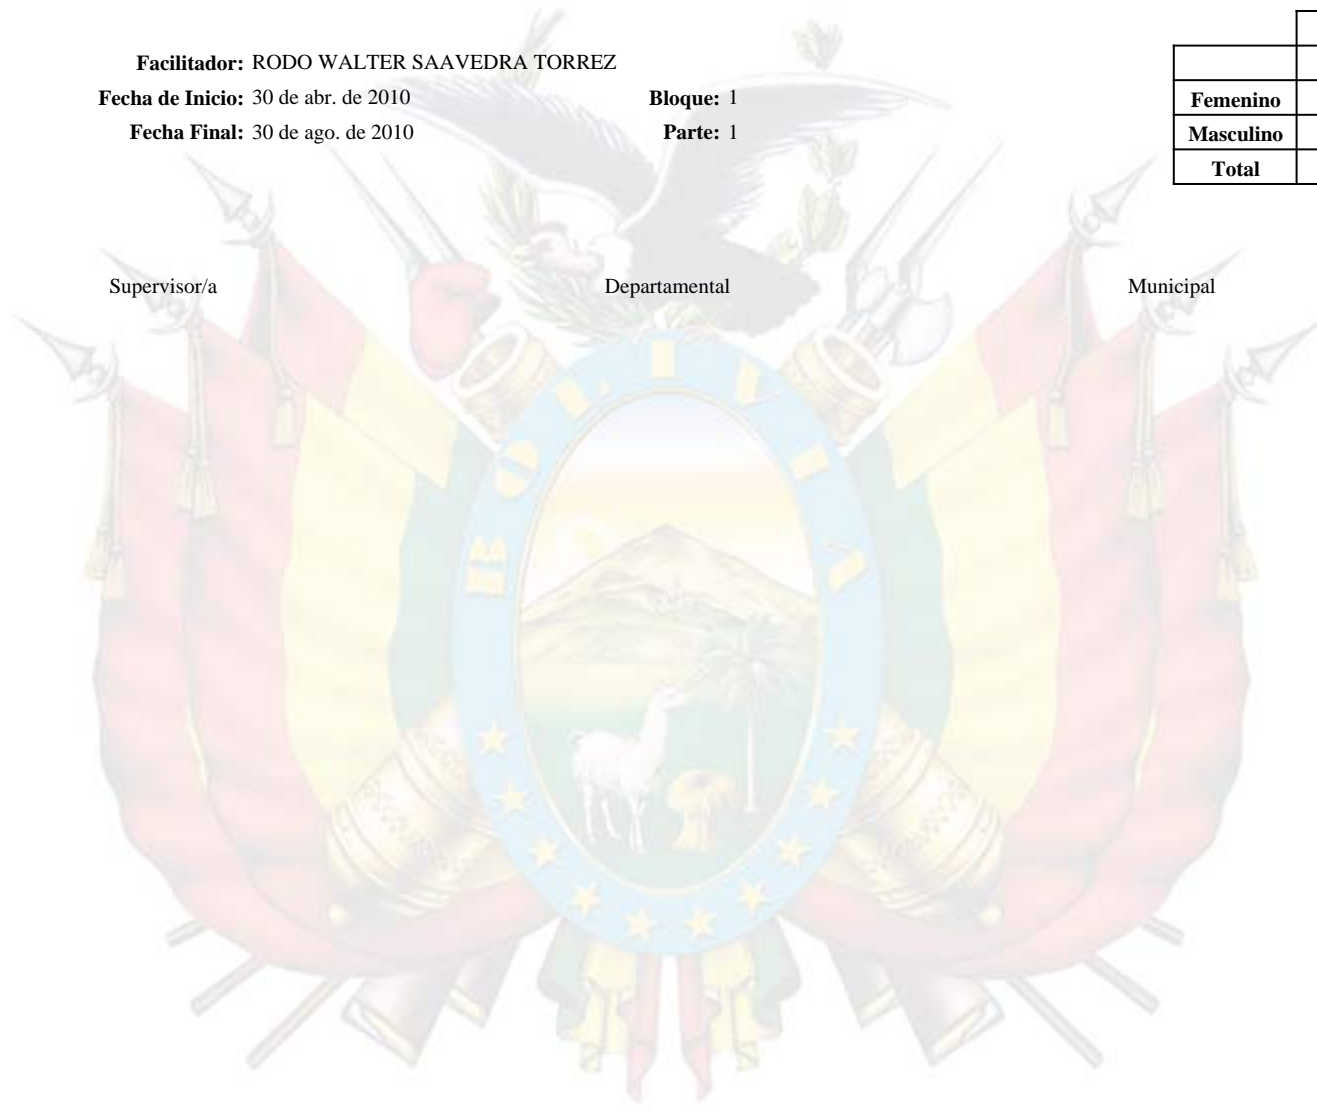 Facilitador: RODO WALTER SAAVEDRA TORREZ
Fecha de Inicio: 30 de abr. de 2010 Bloque: 1
Fecha Final: 30 de ago. de 2010 Parte: 1
Femenino
Masculino
Total
Supervisor/a Departamental Municipal
BOLIVIA